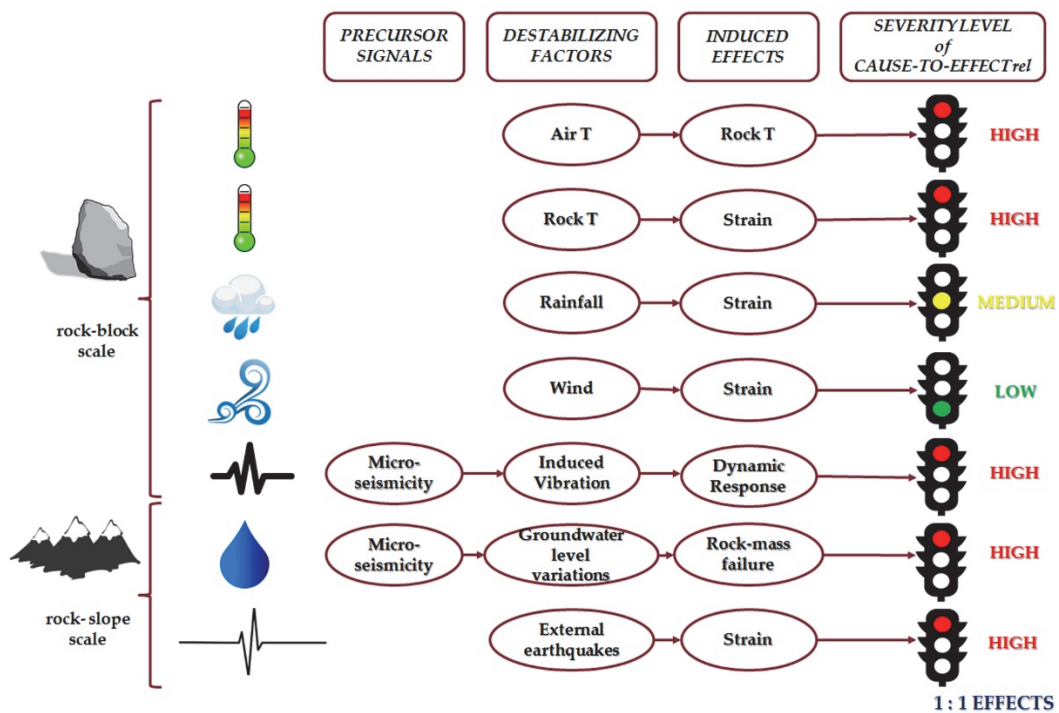 PRECURSOR
SIGNALS
DESTABILIZING
FACTORS
INDUCED
EFFECTS
SEVERITY LEVEL
of
CAUSE-TO-EFFECT rel
Air T
Rock T
HIGH
Rock T
Strain
HIGH
rock-block
scale
Rainfall
Strain
MEDIUM
Wind
Strain
LOW
Micro-
seismicity
Induced
Vibration
Dynamic
Response
HIGH
Micro-
seismicity
Groundwater
level
variations
Rock-mass
failure
HIGH
rock-slope
scale
External
earthquakes
Strain
HIGH
1 : 1 EFFECTS